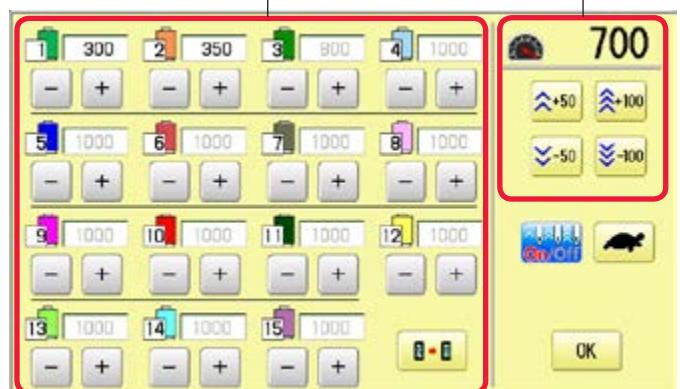 1 300 2 350 3 800 4 1000 700
- + - + - + - + +50 +100
5 1000 6 1000 7 1000 8 1000 -50 -100
- + - + - + - +
9 1000 10 1000 11 1000 12 1000 On/Off
- + - + - + - +
13 1000 14 1000 15 1000 OK
- + - + - +